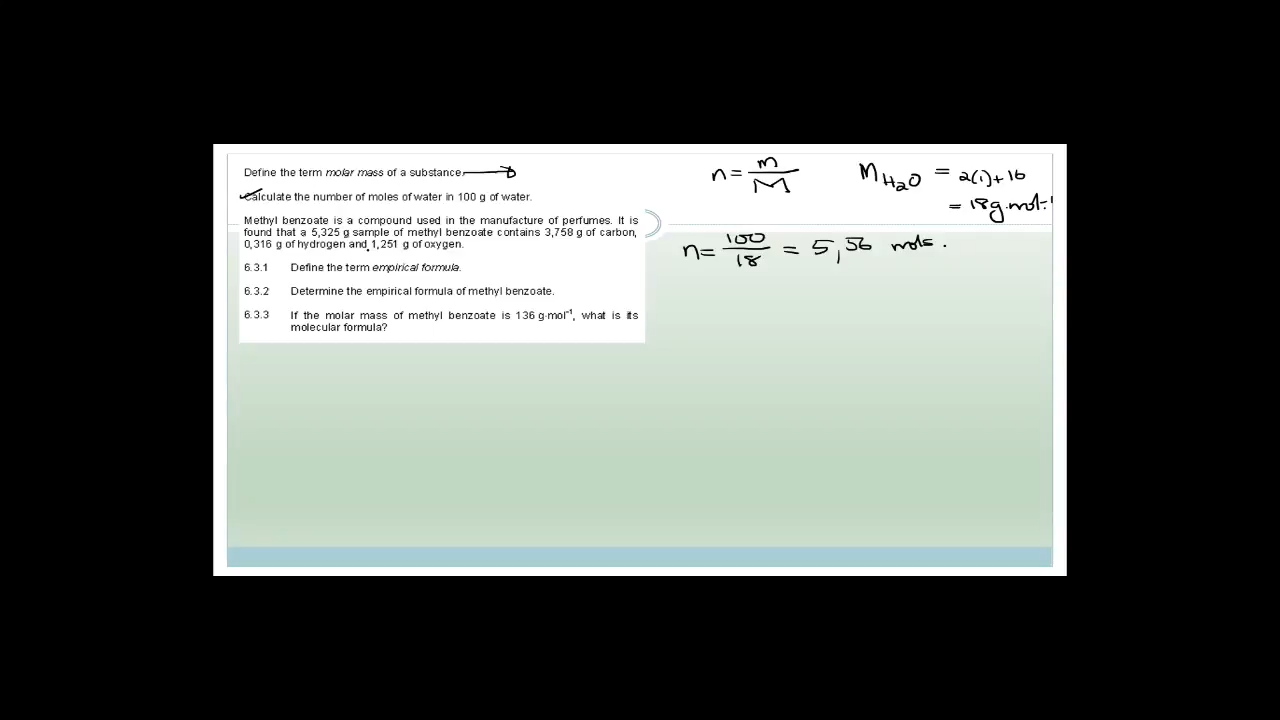 Define the term molar mass of a substance.
Calculate the number of moles of water in 100 g of water.
Methyl benzoate is a compound used in the manufacture of perfumes. It is
found that a 5,325 g sample of methyl benzoate contains 3,758 g of carbon,
0,316 g of hydrogen and 1,251 g of oxygen.
6.3.1 Define the term empirical formula.
6.3.2 Determine the empirical formula of methyl benzoate.
6.3.3 If the molar mass of methyl benzoate is 136 g·mol⁻¹, what is its
molecular formula?
n = m/M
M H₂O = 2(1)+16
= 18g.mol⁻¹
n = 100/18 = 5,56 mols.